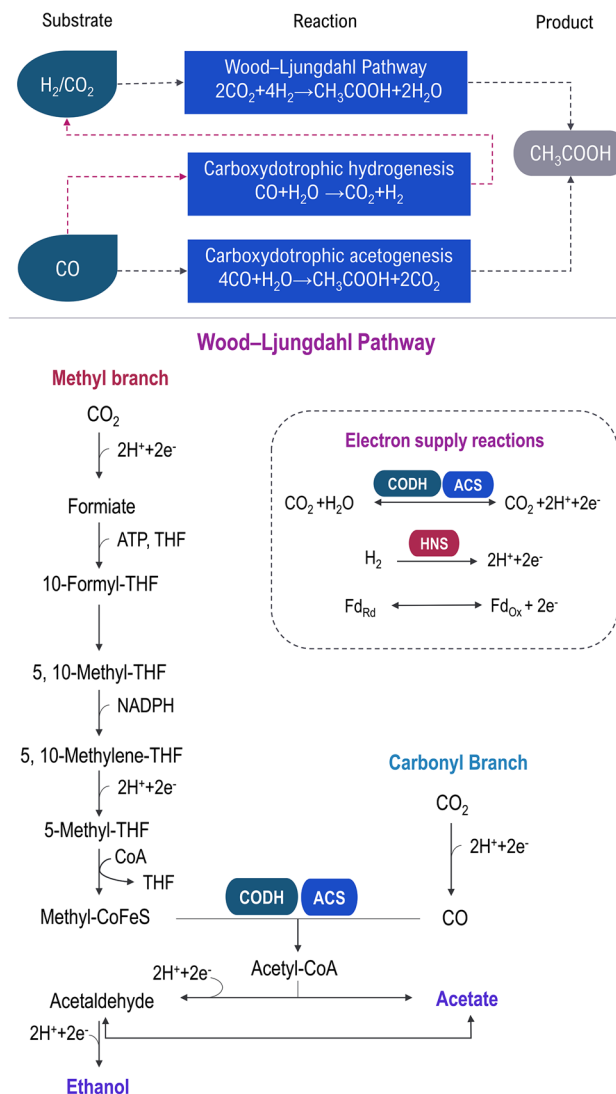 Substrate
Reaction
Product
H₂/CO₂
Wood–Ljungdahl Pathway
2CO₂+4H₂→CH₃COOH+2H₂O
CH₃COOH
Carboxydotrophic hydrogenesis
CO+H₂O →CO₂+H₂
CO
Carboxydotrophic acetogenesis
4CO+H₂O→CH₃COOH+2CO₂
Wood–Ljungdahl Pathway
Methyl branch
CO₂
2H⁺+2e⁻
Formiate
ATP, THF
10-Formyl-THF
5, 10-Methyl-THF
NADPH
5, 10-Methylene-THF
2H⁺+2e⁻
5-Methyl-THF
CoA
THF
Methyl-CoFeS
Electron supply reactions
CODH
ACS
CO₂ +H₂O
CO₂ +2H⁺+2e⁻
HNS
H₂
2H⁺+2e⁻
Fd_Rd
Fd_Ox + 2e⁻
Carbonyl Branch
CO₂
2H⁺+2e⁻
CO
CODH
ACS
Acetyl-CoA
2H⁺+2e⁻
Acetaldehyde
Acetate
2H⁺+2e⁻
Ethanol